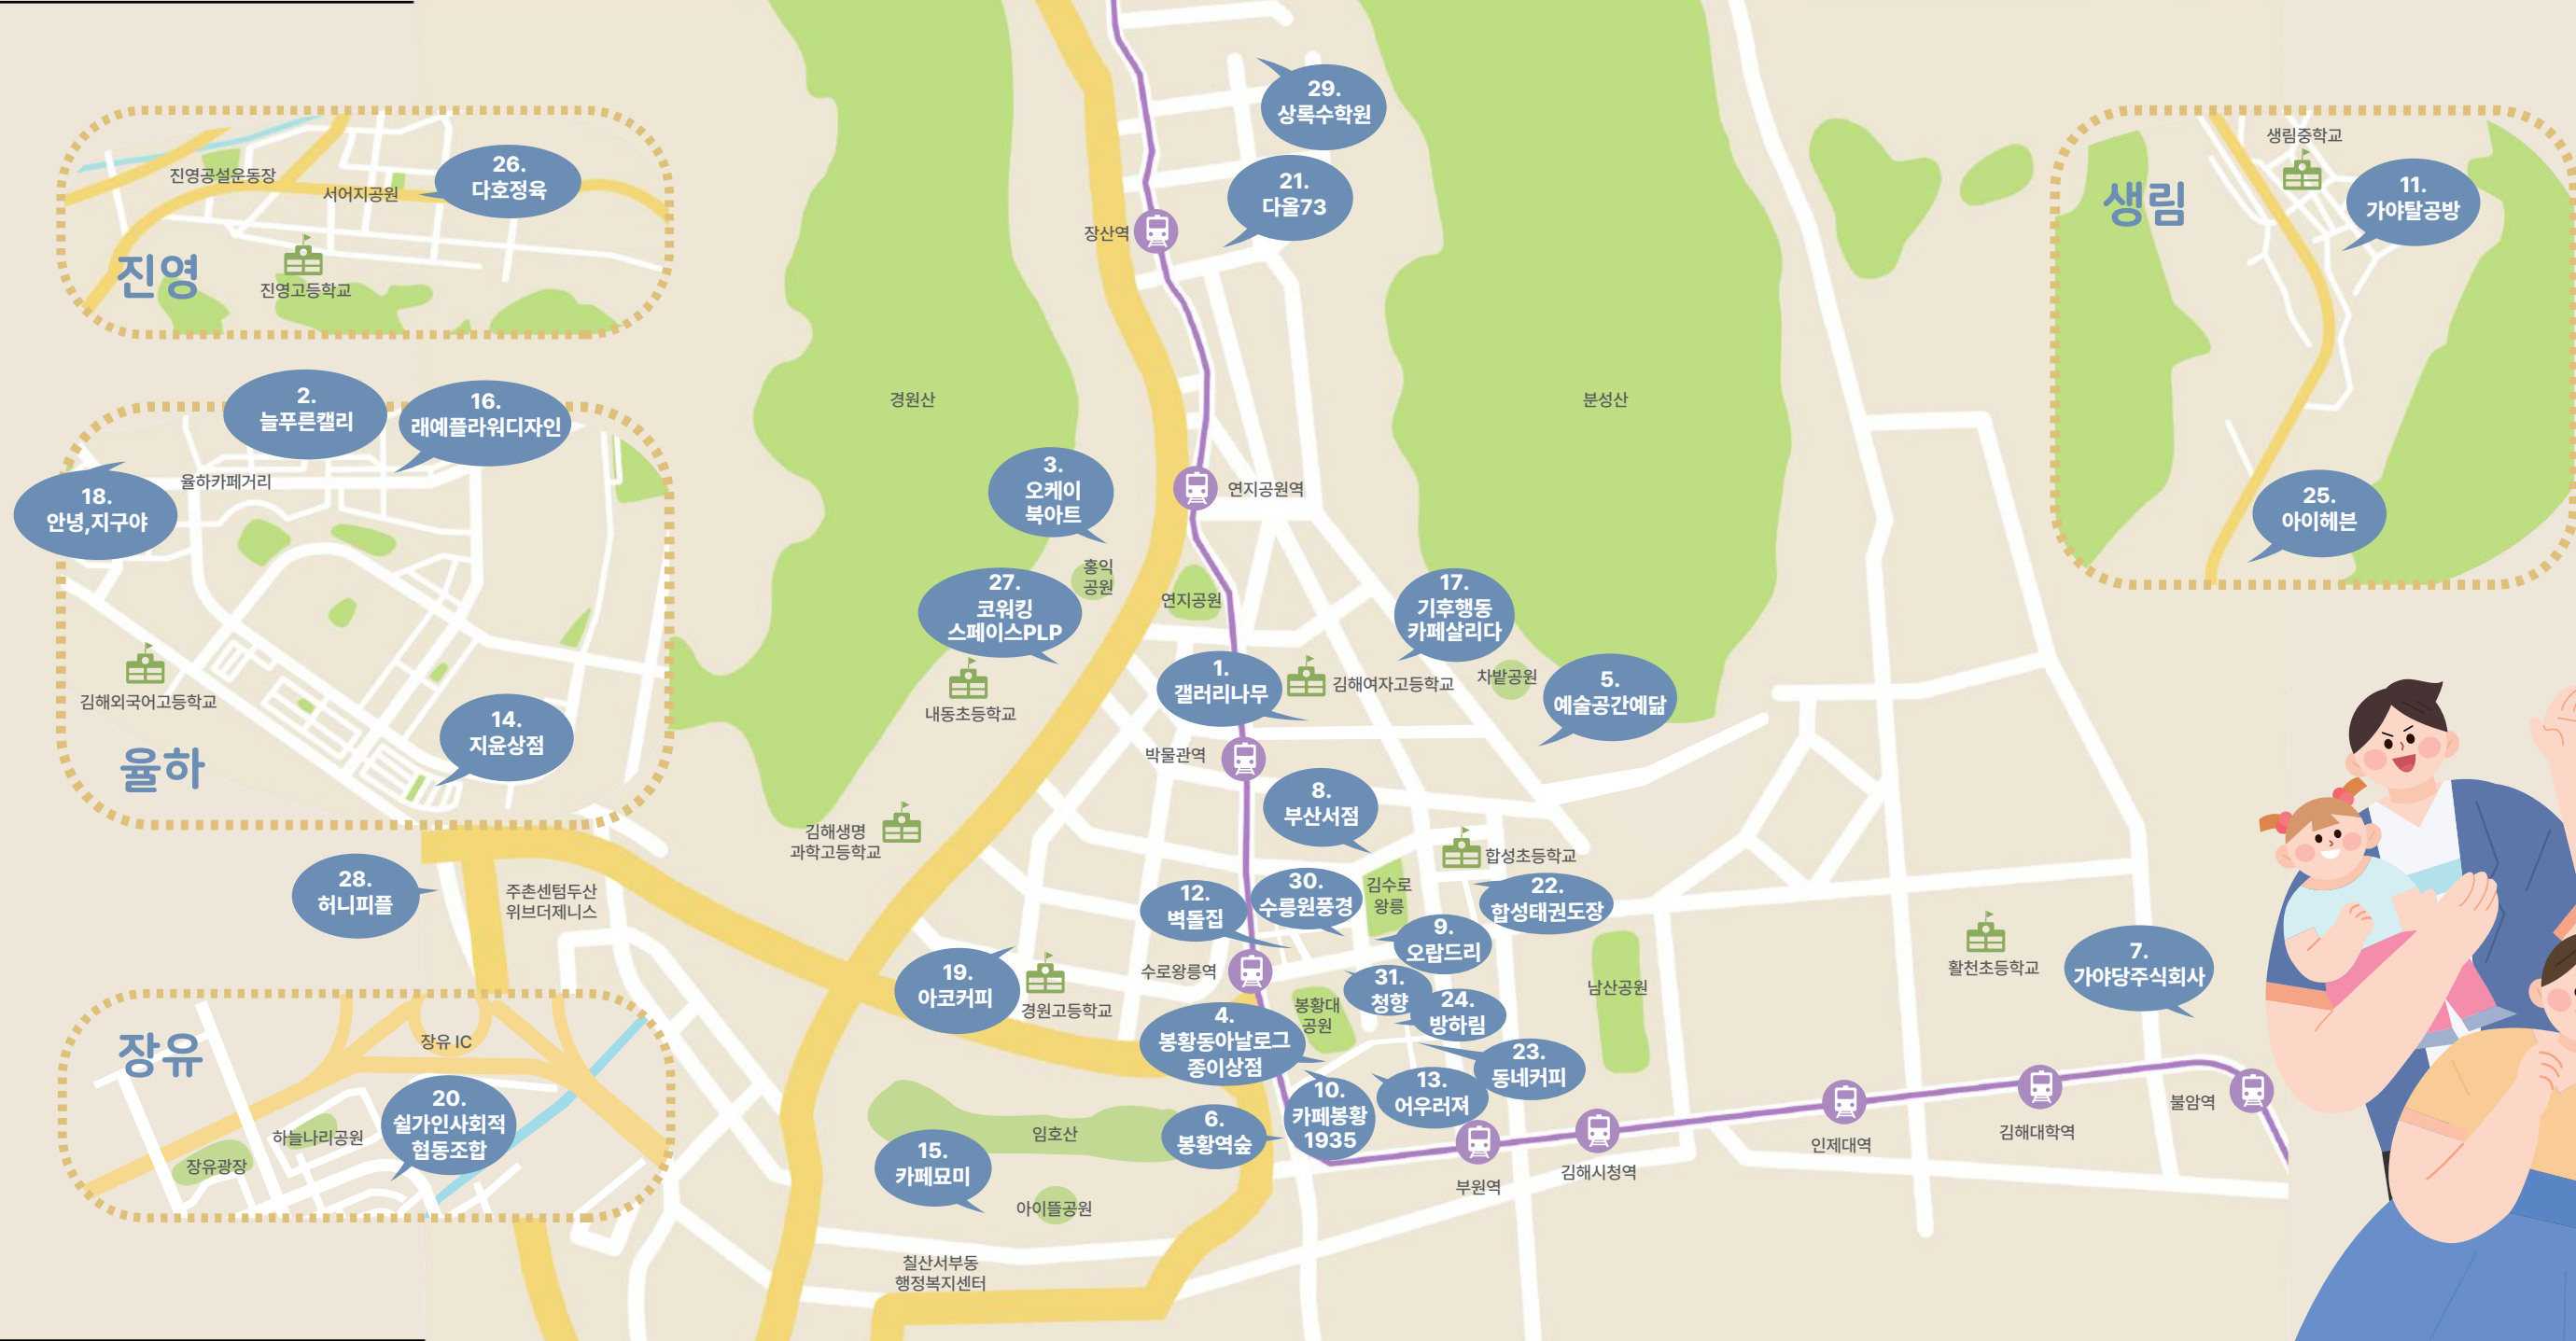 29.
상록수학원
21.
다올73
장산역
생림중학교
생림
11.
가야탈공방
25.
아이헤븐
진영공설운동장
서어지공원
26.
다호정육
진영
진영고등학교
2.
늘푸른캘리
16.
래예플라워디자인
18.
안녕,지구야
율하카페거리
김해외국어고등학교
14.
지윤상점
율하
경원산
분성산
3.
오케이
북아트
연지공원역
홍익
공원
27.
코워킹
스페이스PLP
연지공원
17.
기후행동
카페살리다
내동초등학교
1.
갤러리나무
김해여자고등학교
차밭공원
5.
예술공간예닮
박물관역
8.
부산서점
김해생명
과학고등학교
합성초등학교
28.
허니피플
주촌센텀두산
위브더제니스
12.
벽돌집
30.
수릉원풍경
김수로
왕릉
22.
합성태권도장
9.
오랍드리
19.
아코커피
경원고등학교
수로왕릉역
31.
청향
24.
방하림
봉황대
공원
남산공원
활천초등학교
7.
가야당주식회사
4.
봉황동아날로그
종이상점
23.
동네커피
13.
어우러져
10.
카페봉황
1935
6.
봉황역숲
장유
장유 IC
20.
쉴가인사회적
협동조합
하늘나리공원
장유광장
임호산
15.
카페묘미
아이뜰공원
칠산서부동
행정복지센터
부원역
김해시청역
인제대역
김해대학역
불암역